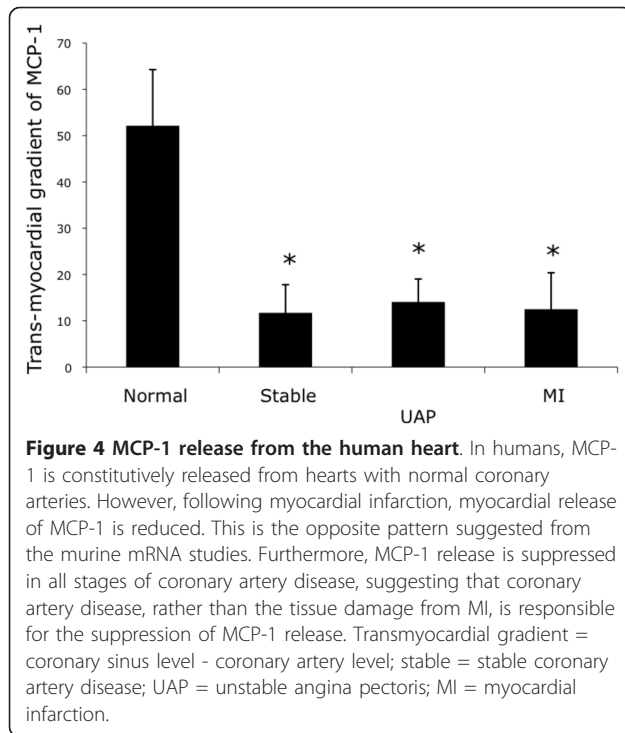 Trans-myocardial gradient of MCP-1
70
60
50
40
30
20
10
0
* * *
Normal Stable UAP MI
Figure 4 MCP-1 release from the human heart. In humans, MCP-
1 is constitutively released from hearts with normal coronary
arteries. However, following myocardial infarction, myocardial release
of MCP-1 is reduced. This is the opposite pattern suggested from
the murine mRNA studies. Furthermore, MCP-1 release is suppressed
in all stages of coronary artery disease, suggesting that coronary
artery disease, rather than the tissue damage from MI, is responsible
for the suppression of MCP-1 release. Transmyocardial gradient =
coronary sinus level - coronary artery level; stable = stable coronary
artery disease; UAP = unstable angina pectoris; MI = myocardial
infarction.